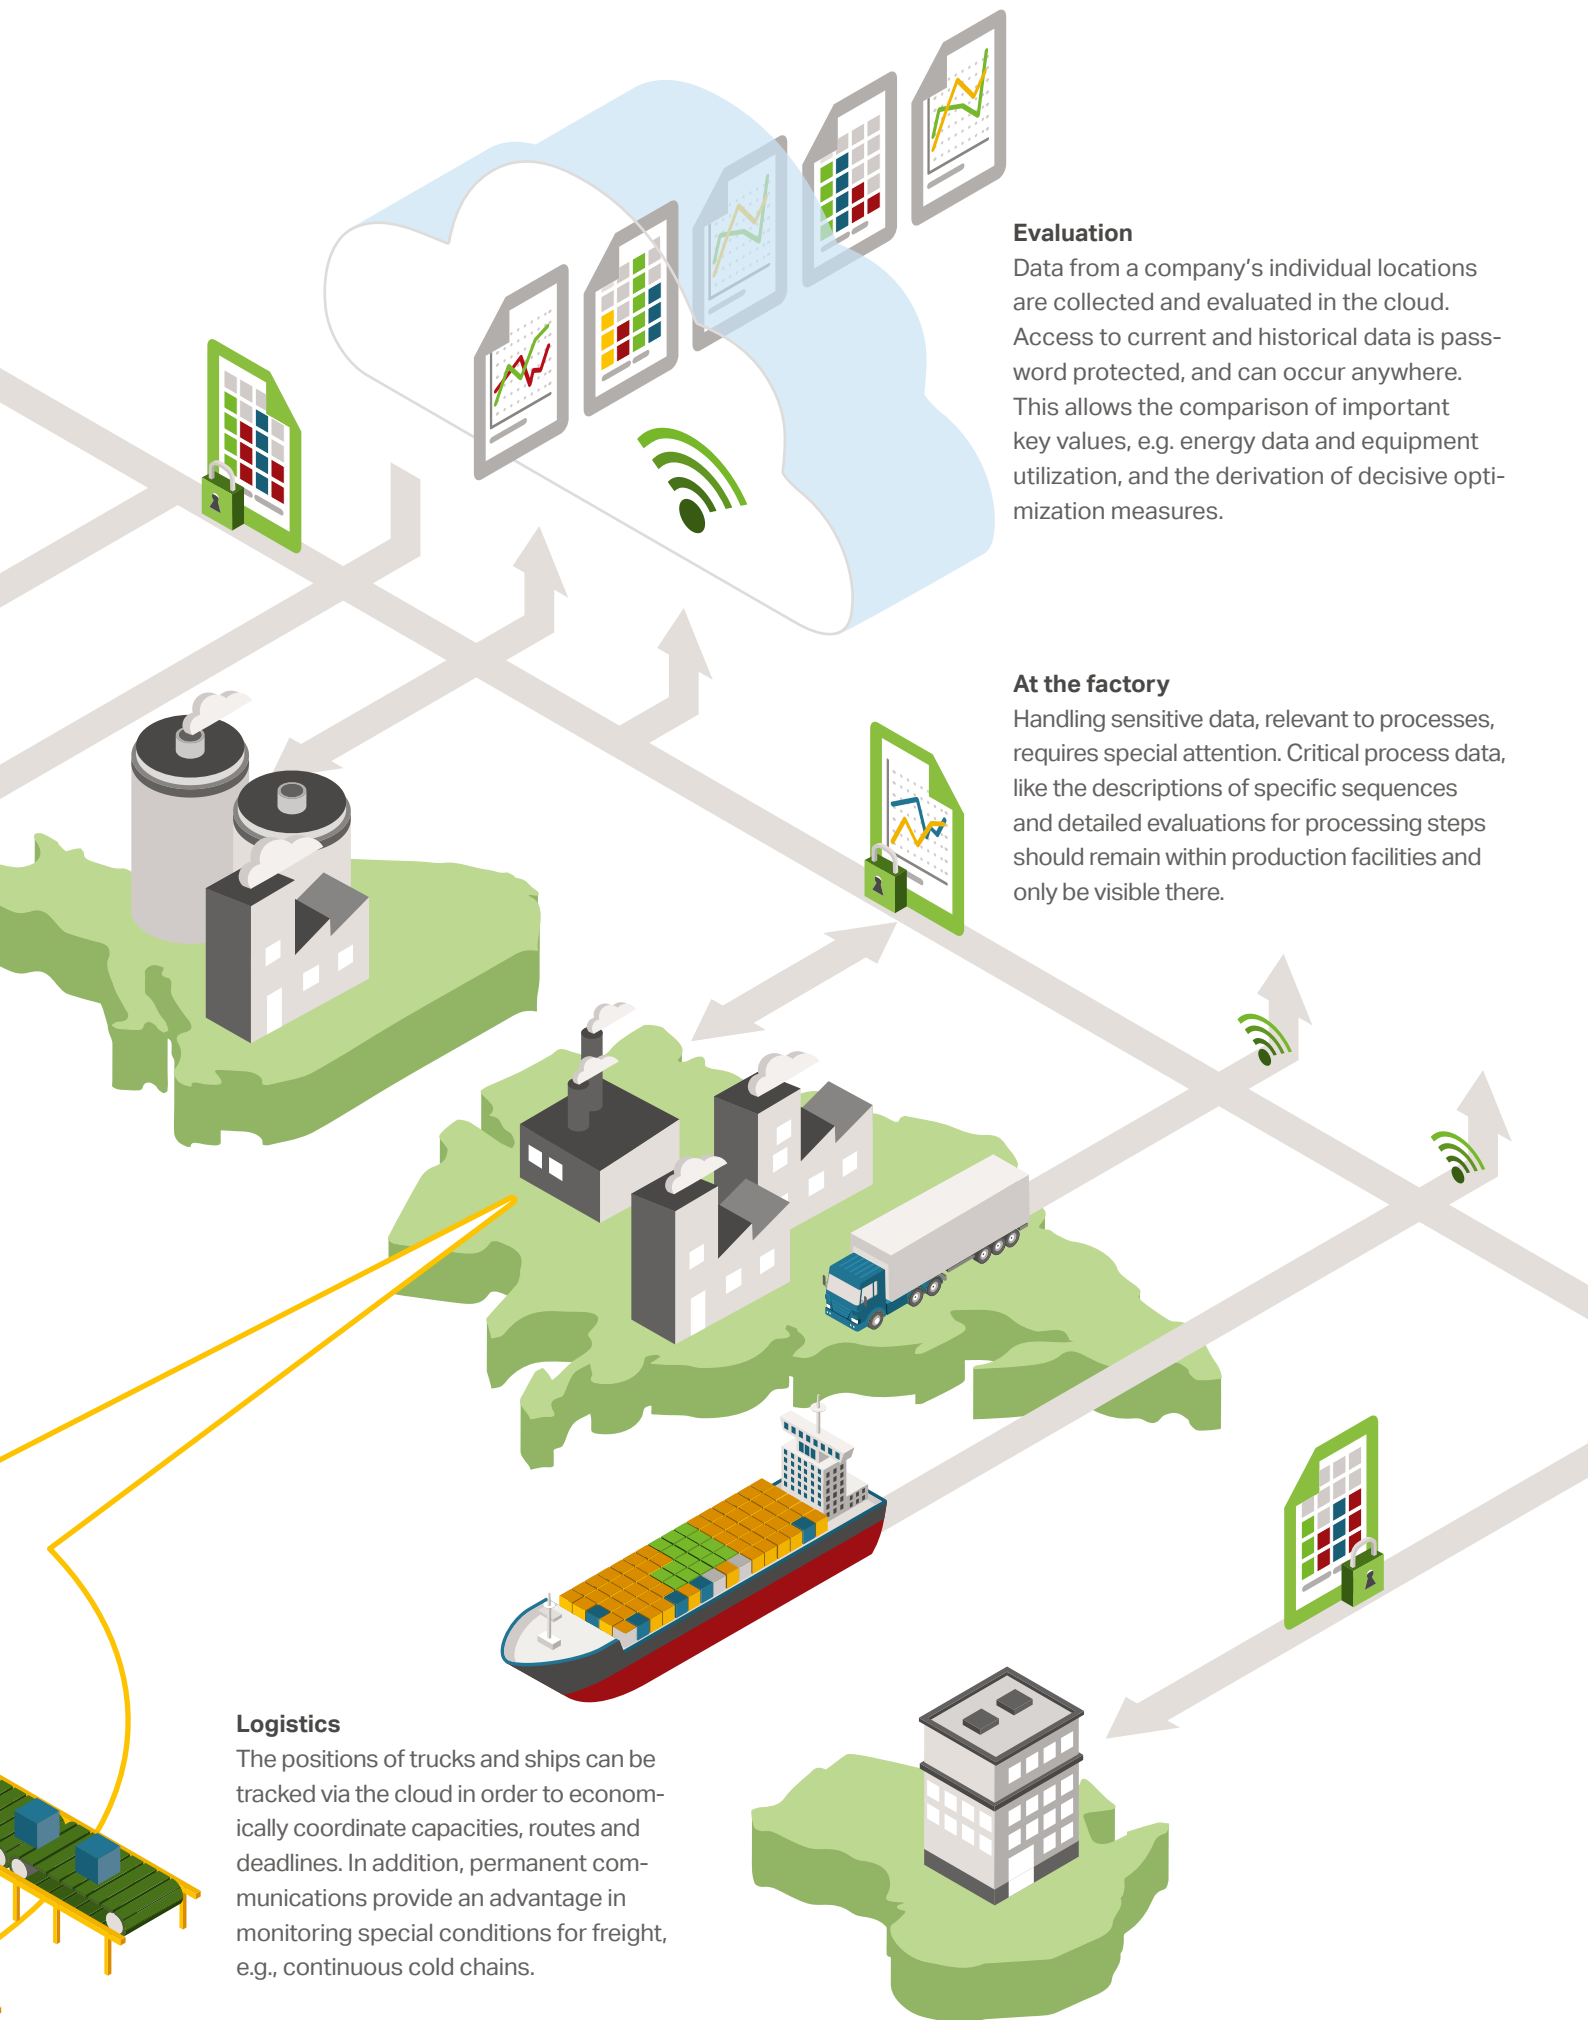 Evaluation
Data from a company's individual locations
are collected and evaluated in the cloud.
Access to current and historical data is pass-
word protected, and can occur anywhere.
This allows the comparison of important
key values, e.g. energy data and equipment
utilization, and the derivation of decisive opti-
mization measures.
At the factory
Handling sensitive data, relevant to processes,
requires special attention. Critical process data,
like the descriptions of specific sequences
and detailed evaluations for processing steps
should remain within production facilities and
only be visible there.
Logistics
The positions of trucks and ships can be
tracked via the cloud in order to econom-
ically coordinate capacities, routes and
deadlines. In addition, permanent com-
munications provide an advantage in
monitoring special conditions for freight,
e.g., continuous cold chains.